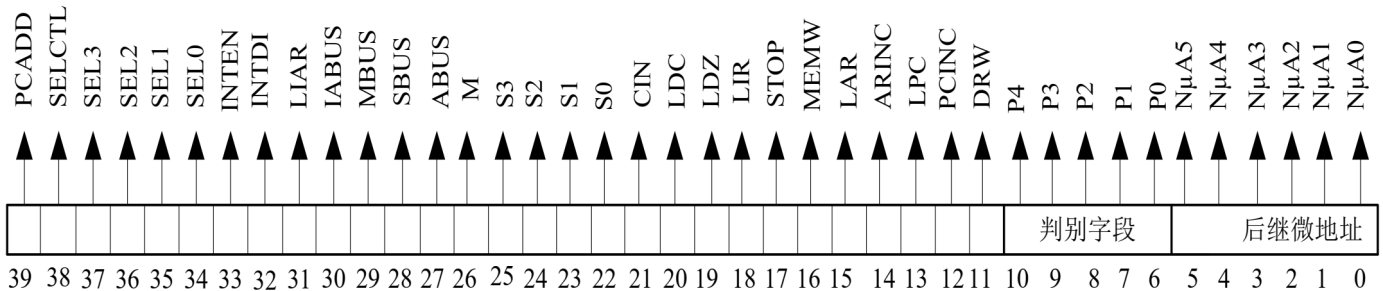 PCADD SELCTL SEL3 SEL2 SEL1 SEL0 INTEN INTDI LIAR IABUS MBUS SBUS ABUS M S3 S2 S1 S0 CIN LDC LDZ LIR STOP MEMW LAR ARINC LPC PCINC DRW P4 P3 P2 P1 P0 NμA5 NμA4 NμA3 NμA2 NμA1 NμA0
判别字段 后继微地址
39 38 37 36 35 34 33 32 31 30 29 28 27 26 25 24 23 22 21 20 19 18 17 16 15 14 13 12 11 10 9 8 7 6 5 4 3 2 1 0